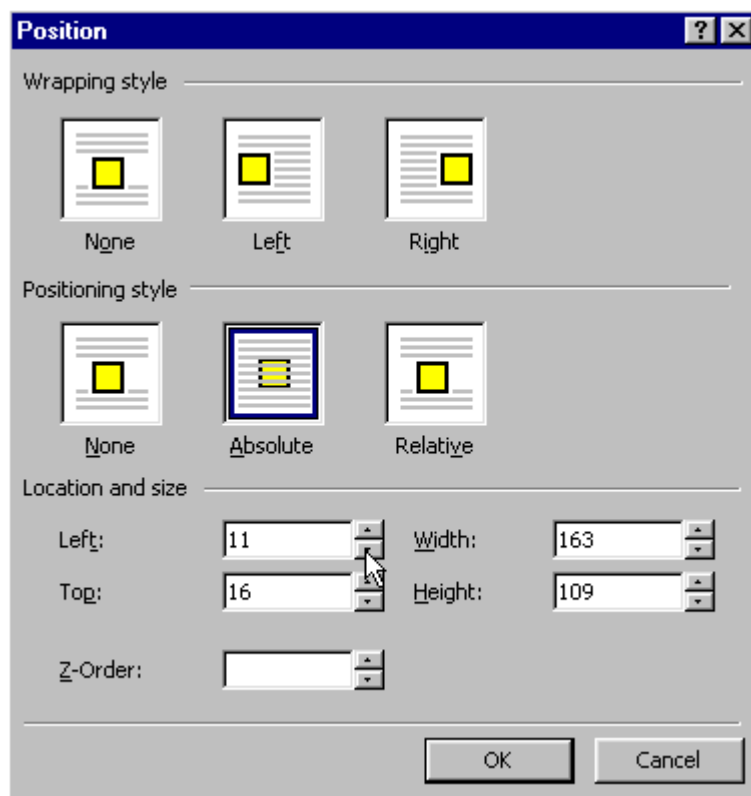 Position
Wrapping style
None Left Right
Positioning style
None Absolute Relative
Location and size
Left: 11 Width: 163
Top: 16 Height: 109
Z-Order:
OK Cancel